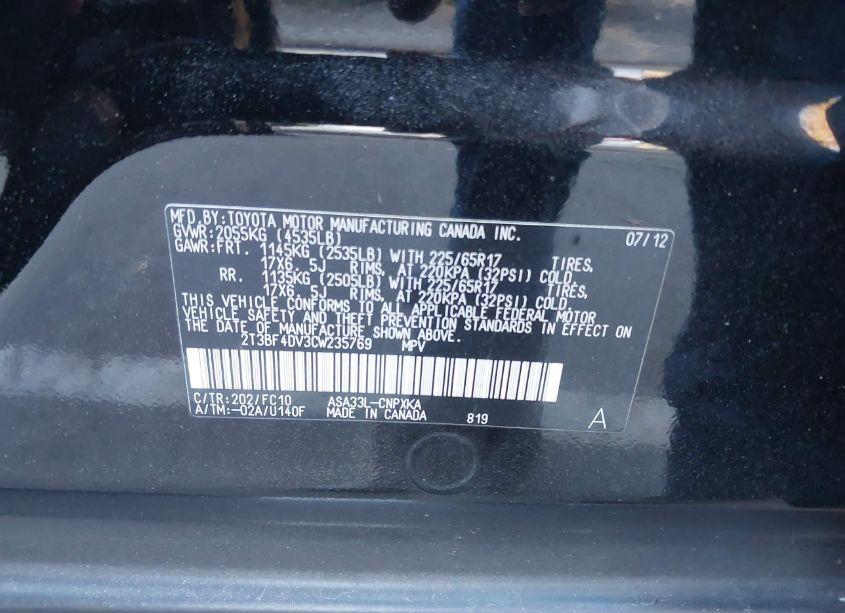 MFD.BY:TOYOTA MOTOR MANUFACTURING CANADA INC.
GVWR:2055KG (4535LB) 07/12
GAWR:FRT. 1145KG (2535LB) WITH 225/65R17 TIRES,
17X6.5J RIMS, AT 220KPA (32PSI) COLD
RR. 1135KG (2505LB) WITH 225/65R17 TIRES,
17X6.5J RIMS, AT 220KPA (32PSI) COLD.
THIS VEHICLE CONFORMS TO ALL APPLICABLE FEDERAL MOTOR
VEHICLE SAFETY AND THEFT PREVENTION STANDARDS IN EFFECT ON
THE DATE OF MANUFACTURE SHOWN ABOVE.
2T3BF4DV3CW235769 MPV
C/TR:202/FC10 ASA33L-CNPXKA
A/TM:-02A/U140F MADE IN CANADA 819 A